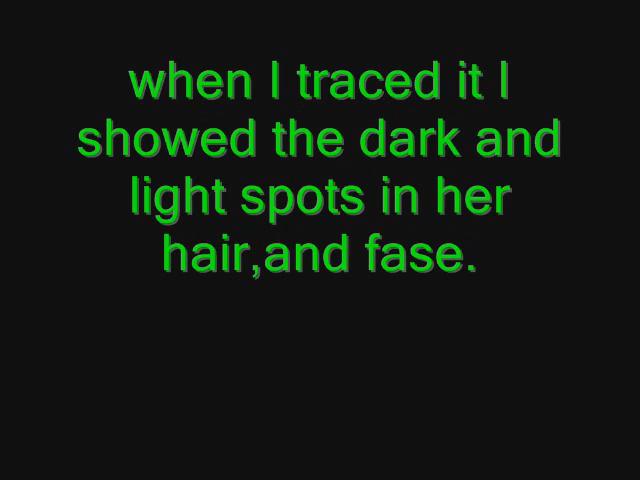 when I traced it I
showed the dark and
light spots in her
hair,and fase.